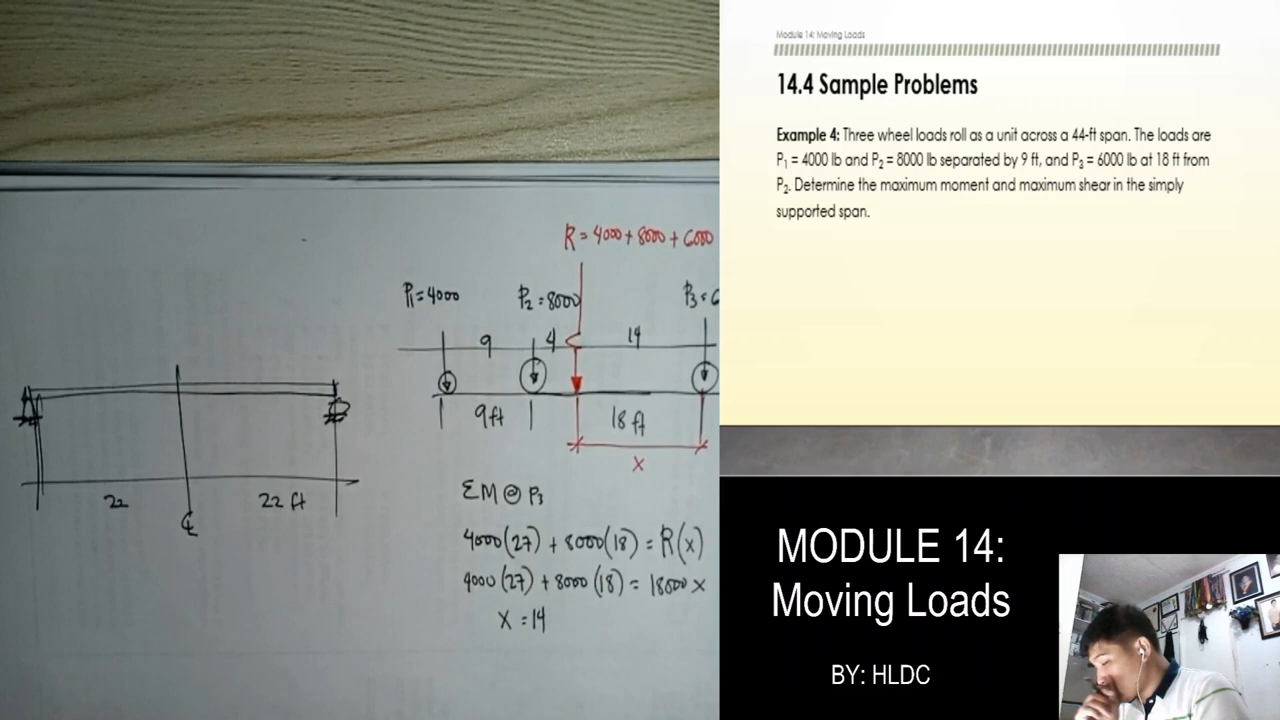 Module 14: Moving Loads
14.4 Sample Problems
Example 4: Three wheel loads roll as a unit across a 44-ft span. The loads are
P₁ = 4000 lb and P₂ = 8000 lb separated by 9 ft, and P₃ = 6000 lb at 18 ft from
P₂. Determine the maximum moment and maximum shear in the simply
supported span.
R = 4000 + 8000 + 6000
P₁ = 4000 P₂ = 8000 P₃ =
9 4 14
9 ft 18 ft
x
22 22 ft
℄
ΣM @ P₃
4000(27) + 8000(18) = R(x)
4000(27) + 8000(18) = 18000 x
x = 14
MODULE 14:
Moving Loads
BY: HLDC